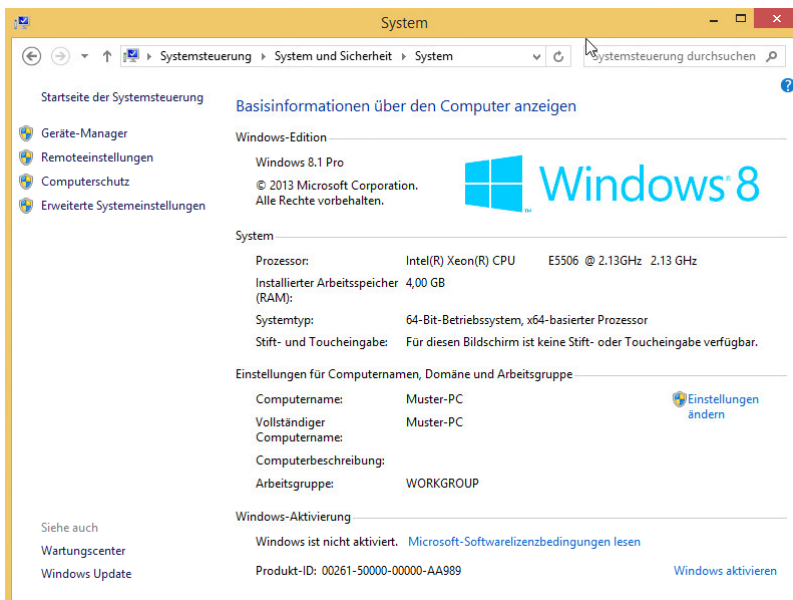 System
Systemsteuerung System und Sicherheit System
Systemsteuerung durchsuchen
Startseite der Systemsteuerung
Geräte-Manager
Remoteeinstellungen
Computerschutz
Erweiterte Systemeinstellungen
Siehe auch
Wartungscenter
Windows Update
?
Basisinformationen über den Computer anzeigen
Windows-Edition
Windows 8.1 Pro
© 2013 Microsoft Corporation.
Alle Rechte vorbehalten.
Windows 8
System
Prozessor: Intel(R) Xeon(R) CPU E5506 @ 2.13GHz 2.13 GHz
Installierter Arbeitsspeicher 4,00 GB
(RAM):
Systemtyp: 64-Bit-Betriebssystem, x64-basierter Prozessor
Stift- und Toucheingabe: Für diesen Bildschirm ist keine Stift- oder Toucheingabe verfügbar.
Einstellungen für Computernamen, Domäne und Arbeitsgruppe
Computername: Muster-PC Einstellungen
ändern
Vollständiger Muster-PC
Computername:
Computerbeschreibung:
Arbeitsgruppe: WORKGROUP
Windows-Aktivierung
Windows ist nicht aktiviert. Microsoft-Softwarelizenzbedingungen lesen
Produkt-ID: 00261-50000-00000-AA989 Windows aktivieren